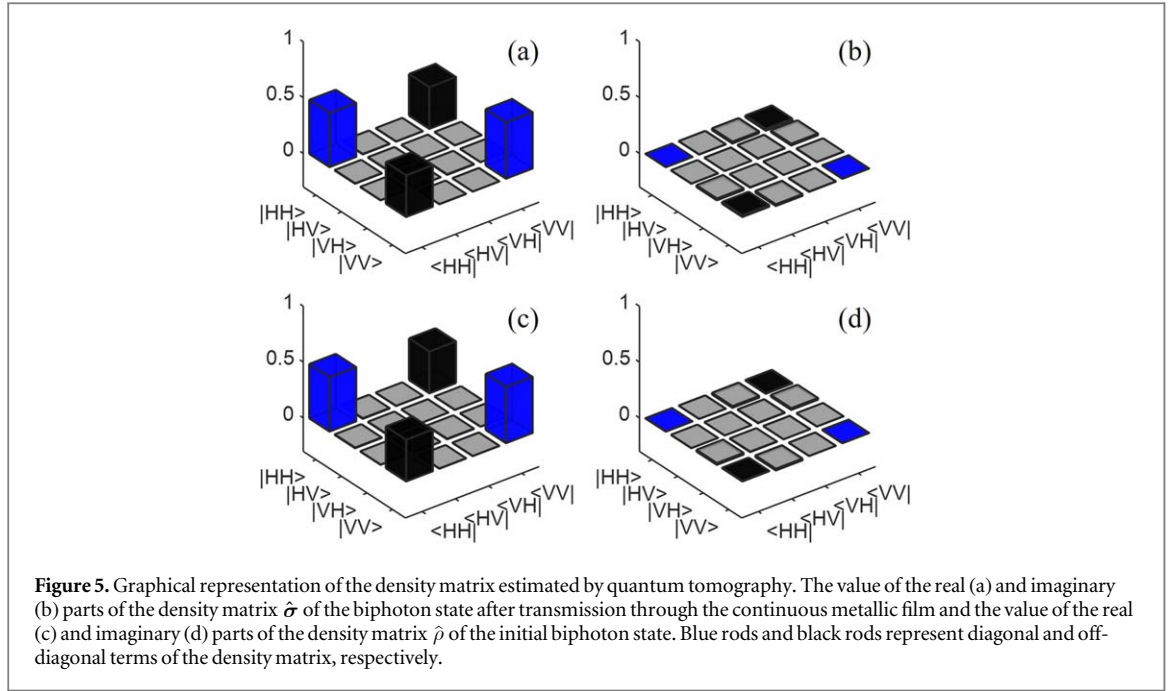 1
0.5
0
(a)
|HH>
|HV>
|VH>
|VV>
<HH|
<HV|
<VH|
<VV|
1
0.5
0
(b)
|HH>
|HV>
|VH>
|VV>
<HH|
<HV|
<VH|
<VV|
1
0.5
0
(c)
|HH>
|HV>
|VH>
|VV>
<HH|
<HV|
<VH|
<VV|
1
0.5
0
(d)
|HH>
|HV>
|VH>
|VV>
<HH|
<HV|
<VH|
<VV|
Figure 5. Graphical representation of the density matrix estimated by quantum tomography. The value of the real (a) and imaginary
(b) parts of the density matrix σ̂ of the biphoton state after transmission through the continuous metallic film and the value of the real
(c) and imaginary (d) parts of the density matrix ρ̂ of the initial biphoton state. Blue rods and black rods represent diagonal and off-
diagonal terms of the density matrix, respectively.